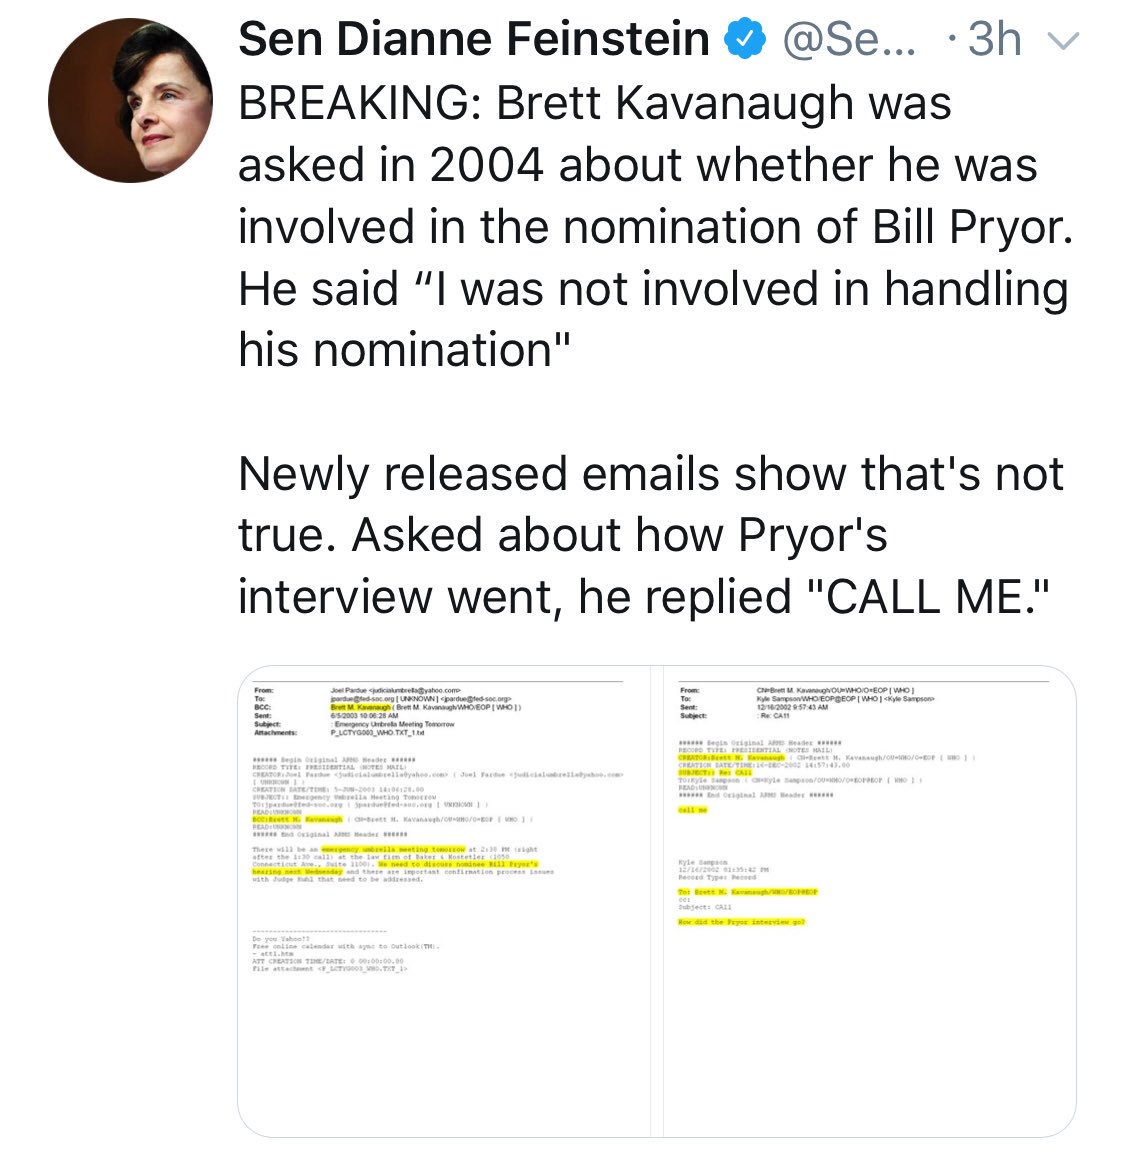 Sen Dianne Feinstein @Se... · 3h
BREAKING: Brett Kavanaugh was
asked in 2004 about whether he was
involved in the nomination of Bill Pryor.
He said “I was not involved in handling
his nomination"
Newly released emails show that's not
true. Asked about how Pryor's
interview went, he replied "CALL ME."
From: Joel Pardue <judicialumbrella@yahoo.com>
To: jpardue@fed-soc.org [ UNKNOWN ] <jpardue@fed-soc.org>
BCC: Brett M. Kavanaugh ( Brett M. Kavanaugh/WHO/EOP [ WHO ] )
Sent: 6/5/2003 10:06:28 AM
Subject: : Emergency Umbrella Meeting Tomorrow
Attachments: P_LCTYG003_WHO.TXT_1.txt
###### Begin Original ARMS Header ######
RECORD TYPE: PRESIDENTIAL (NOTES MAIL)
CREATOR:Joel Pardue <judicialumbrella@yahoo.com> ( Joel Pardue <judicialumbrella@yahoo.com>
[ UNKNOWN ] )
CREATION DATE/TIME: 5-JUN-2003 14:06:28.00
SUBJECT:: Emergency Umbrella Meeting Tomorrow
TO:jpardue@fed-soc.org ( jpardue@fed-soc.org [ UNKNOWN ] )
READ:UNKNOWN
BCC:Brett M. Kavanaugh ( CN=Brett M. Kavanaugh/OU=WHO/O=EOP [ WHO ] )
READ:UNKNOWN
###### End Original ARMS Header ######
There will be an emergency umbrella meeting tomorrow at 2:30 PM (right
after the 1:30 call) at the law firm of Baker & Hostetler (1050
Connecticut Ave., Suite 1100). We need to discuss nominee Bill Pryor's
hearing next Wednesday and there are important confirmation process issues
with Judge Kuhl that need to be addressed.
---------------------------------
Do you Yahoo!?
Free online calendar with sync to Outlook(TM).
- att1.htm
ATT CREATION TIME/DATE: 0 00:00:00.00
File attachment <P_LCTYG003_WHO.TXT_1>
From: CN=Brett M. Kavanaugh/OU=WHO/O=EOP [ WHO ]
To: Kyle Sampson/WHO/EOP@EOP [ WHO ] <Kyle Sampson>
Sent: 12/16/2002 9:57:43 AM
Subject: : Re: CA11
###### Begin Original ARMS Header ######
RECORD TYPE: PRESIDENTIAL (NOTES MAIL)
CREATOR:Brett M. Kavanaugh ( CN=Brett M. Kavanaugh/OU=WHO/O=EOP [ WHO ] )
CREATION DATE/TIME:16-DEC-2002 14:57:43.00
SUBJECT:: Re: CA11
TO:Kyle Sampson ( CN=Kyle Sampson/OU=WHO/O=EOP@EOP [ WHO ] )
READ:UNKNOWN
###### End Original ARMS Header ######
call me
Kyle Sampson
12/16/2002 01:35:42 PM
Record Type: Record
To: Brett M. Kavanaugh/WHO/EOP@EOP
cc:
Subject: CA11
How did the Pryor interview go?